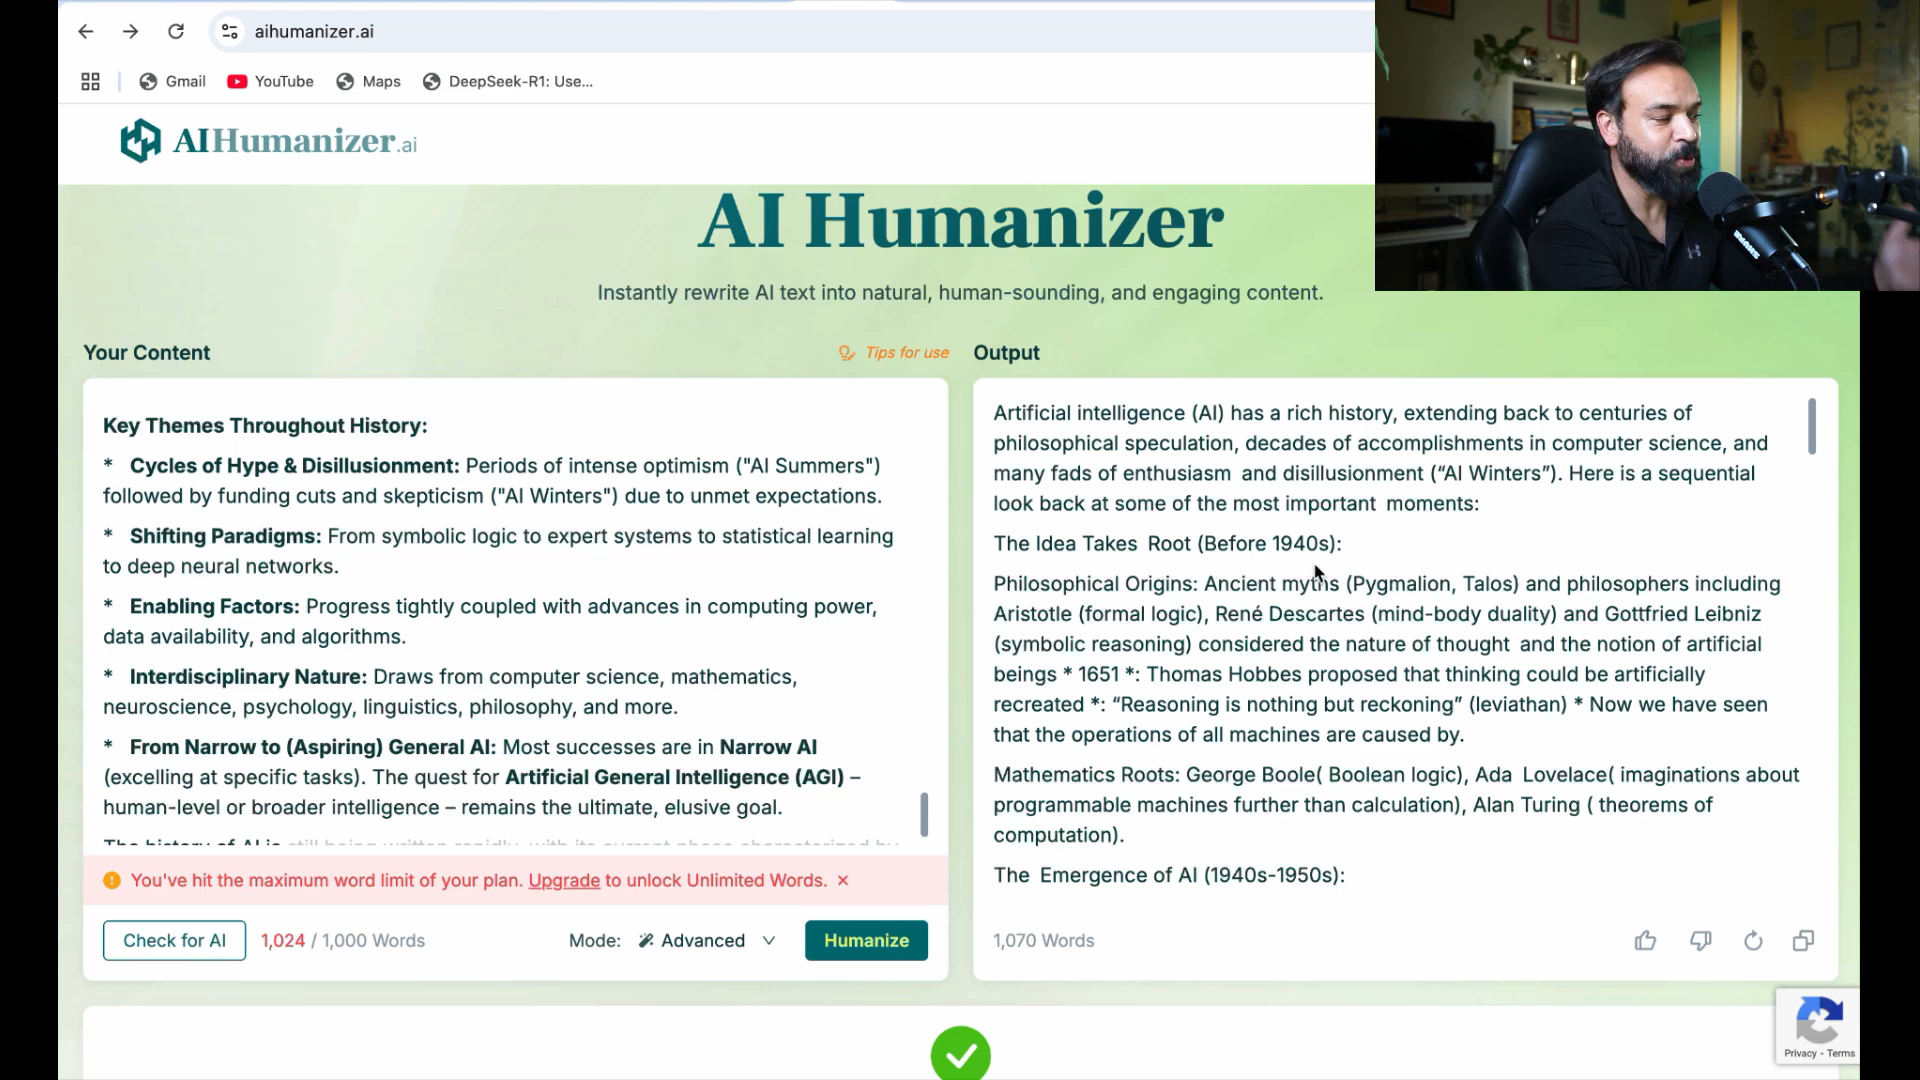 aihumanizer.ai
Gmail YouTube Maps DeepSeek-R1: Use...
AIHumanizer.ai
AI Humanizer
Instantly rewrite AI text into natural, human-sounding, and engaging content.
Your Content
Tips for use
Key Themes Throughout History:
* Cycles of Hype & Disillusionment: Periods of intense optimism ("AI Summers")
followed by funding cuts and skepticism ("AI Winters") due to unmet expectations.
* Shifting Paradigms: From symbolic logic to expert systems to statistical learning
to deep neural networks.
* Enabling Factors: Progress tightly coupled with advances in computing power,
data availability, and algorithms.
* Interdisciplinary Nature: Draws from computer science, mathematics,
neuroscience, psychology, linguistics, philosophy, and more.
* From Narrow to (Aspiring) General AI: Most successes are in Narrow AI
(excelling at specific tasks). The quest for Artificial General Intelligence (AGI) –
human-level or broader intelligence – remains the ultimate, elusive goal.
The history of AI is still being written rapidly, with its current phase characterized by
You've hit the maximum word limit of your plan. Upgrade to unlock Unlimited Words. ×
Check for AI 1,024 / 1,000 Words Mode: Advanced Humanize
Output
Artificial intelligence (AI) has a rich history, extending back to centuries of
philosophical speculation, decades of accomplishments in computer science, and
many fads of enthusiasm and disillusionment (“AI Winters”). Here is a sequential
look back at some of the most important moments:
The Idea Takes Root (Before 1940s):
Philosophical Origins: Ancient myths (Pygmalion, Talos) and philosophers including
Aristotle (formal logic), René Descartes (mind-body duality) and Gottfried Leibniz
(symbolic reasoning) considered the nature of thought and the notion of artificial
beings * 1651 *: Thomas Hobbes proposed that thinking could be artificially
recreated *: “Reasoning is nothing but reckoning” (leviathan) * Now we have seen
that the operations of all machines are caused by.
Mathematics Roots: George Boole( Boolean logic), Ada Lovelace( imaginations about
programmable machines further than calculation), Alan Turing ( theorems of
computation).
The Emergence of AI (1940s-1950s):
1,070 Words
Privacy - Terms